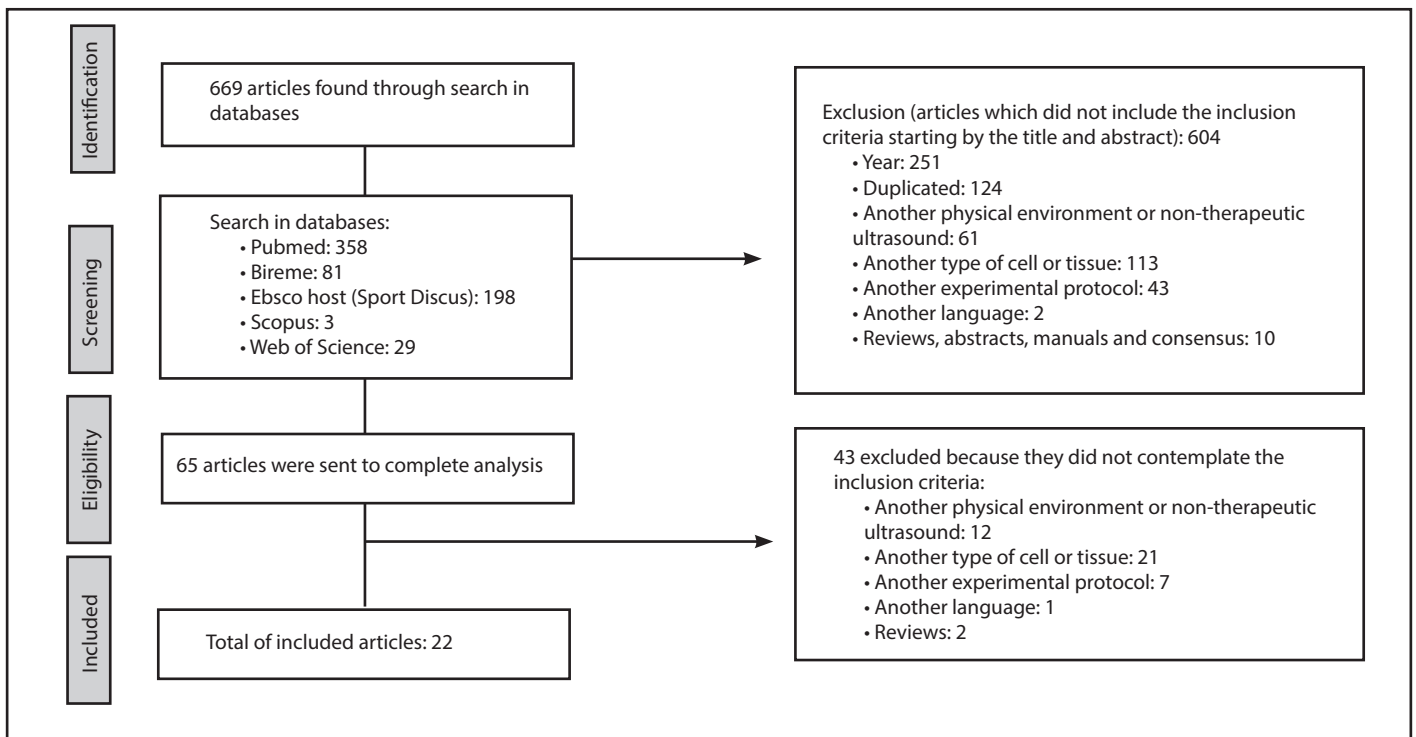 Identification
669 articles found through search in
databases
Screening
Search in databases:
• Pubmed: 358
• Bireme: 81
• Ebsco host (Sport Discus): 198
• Scopus: 3
• Web of Science: 29
Exclusion (articles which did not include the inclusion
criteria starting by the title and abstract): 604
• Year: 251
• Duplicated: 124
• Another physical environment or non-therapeutic
ultrasound: 61
• Another type of cell or tissue: 113
• Another experimental protocol: 43
• Another language: 2
• Reviews, abstracts, manuals and consensus: 10
Eligibility
65 articles were sent to complete analysis
43 excluded because they did not contemplate the
inclusion criteria:
• Another physical environment or non-therapeutic
ultrasound: 12
• Another type of cell or tissue: 21
• Another experimental protocol: 7
• Another language: 1
• Reviews: 2
Included
Total of included articles: 22